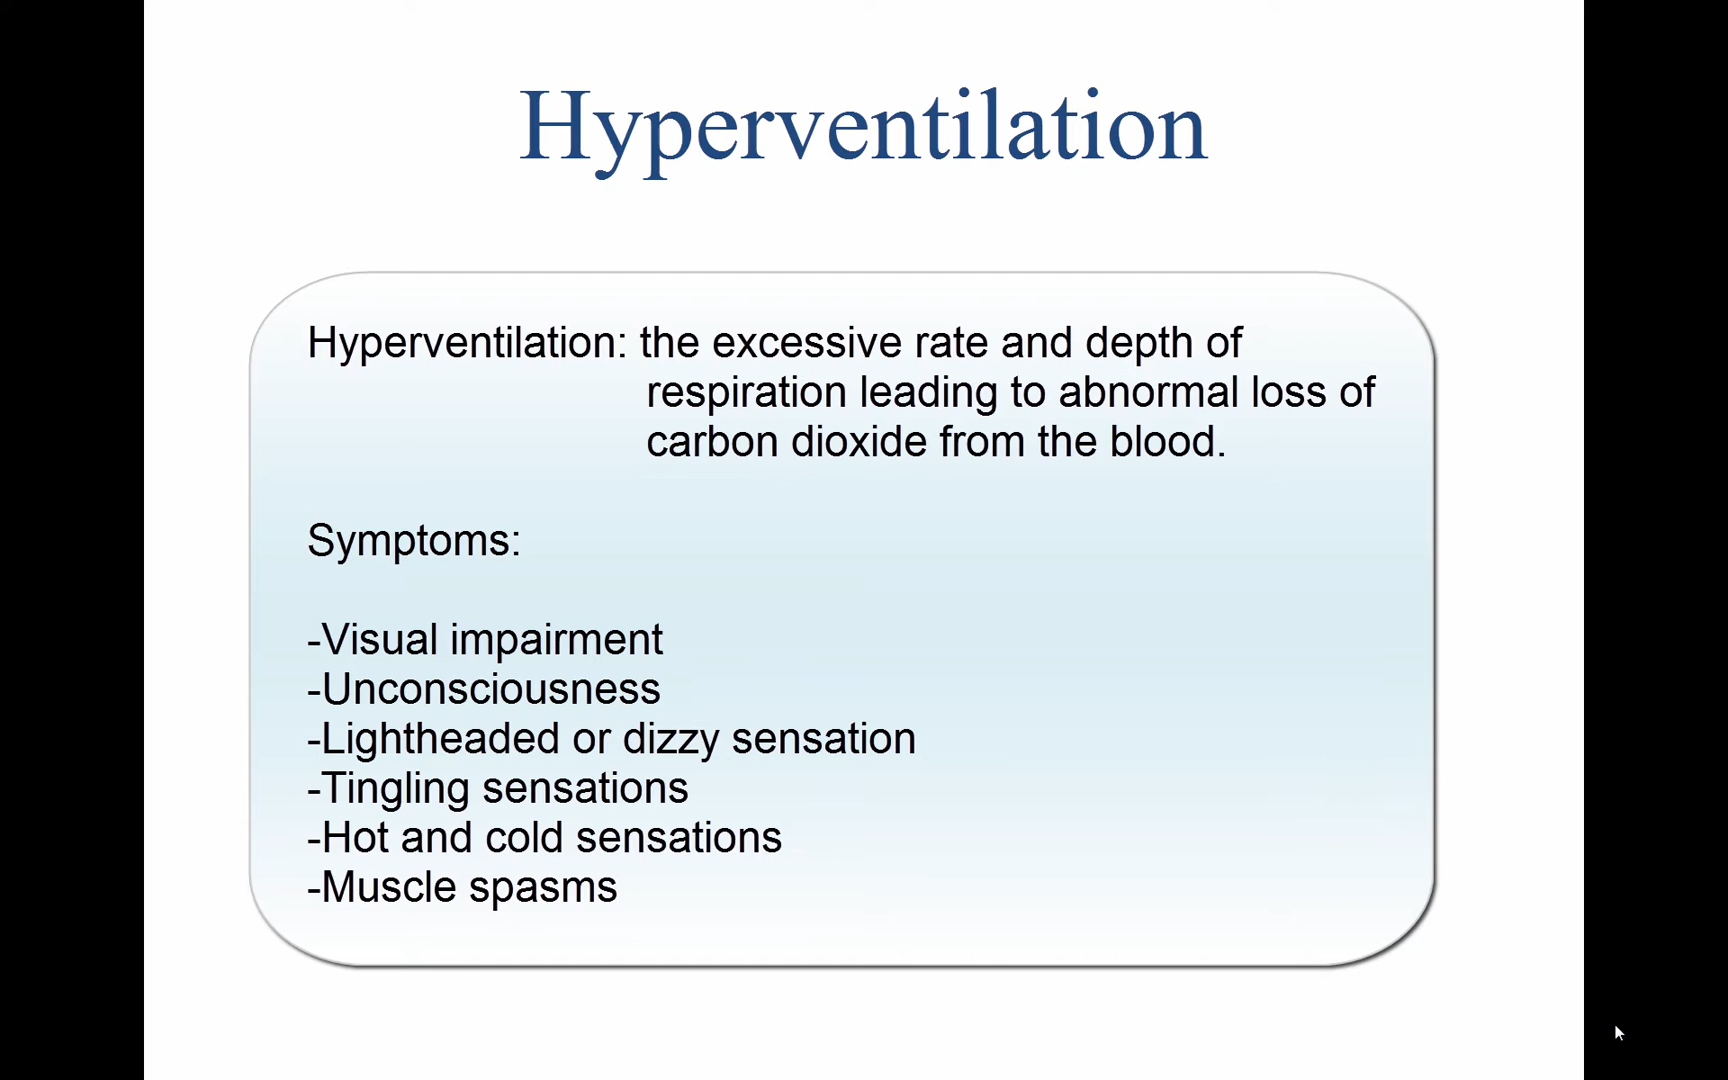 Hyperventilation
Hyperventilation: the excessive rate and depth of
respiration leading to abnormal loss of
carbon dioxide from the blood.
Symptoms:
-Visual impairment
-Unconsciousness
-Lightheaded or dizzy sensation
-Tingling sensations
-Hot and cold sensations
-Muscle spasms